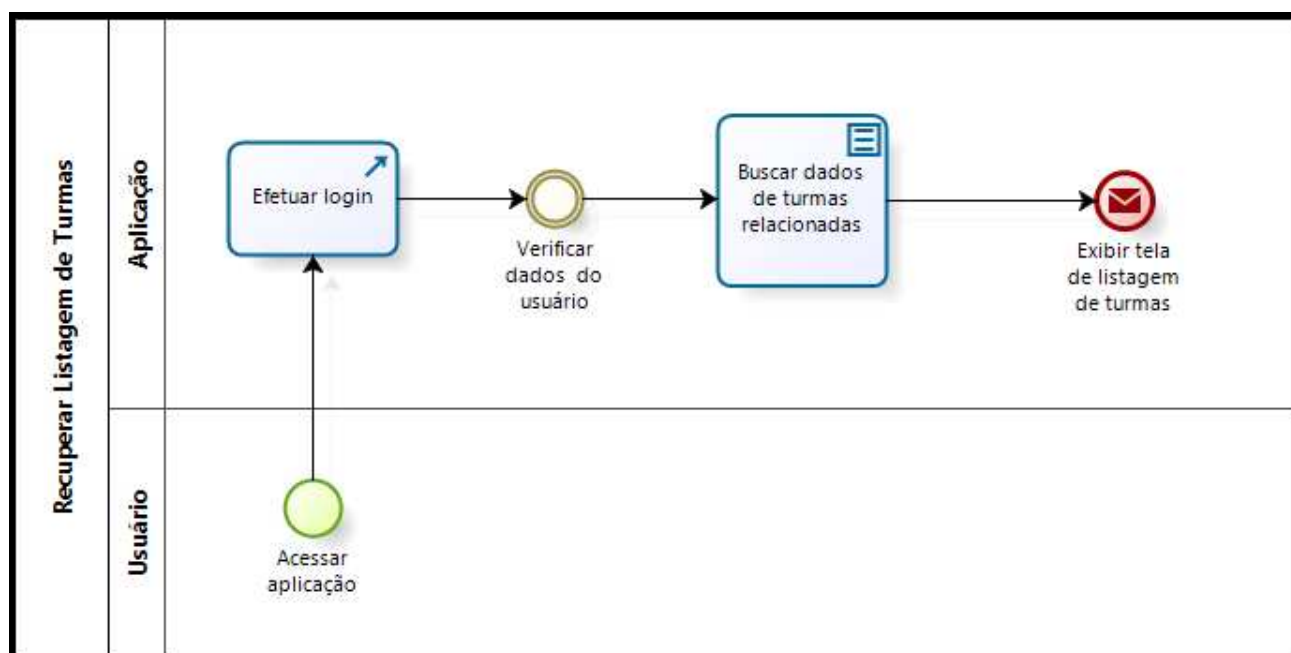 Recuperar Listagem de Turmas
Aplicação
Efetuar login
Verificar
dados do
usuário
Buscar dados
de turmas
relacionadas
Exibir tela
de listagem
de turmas
Usuário
Acessar
aplicação